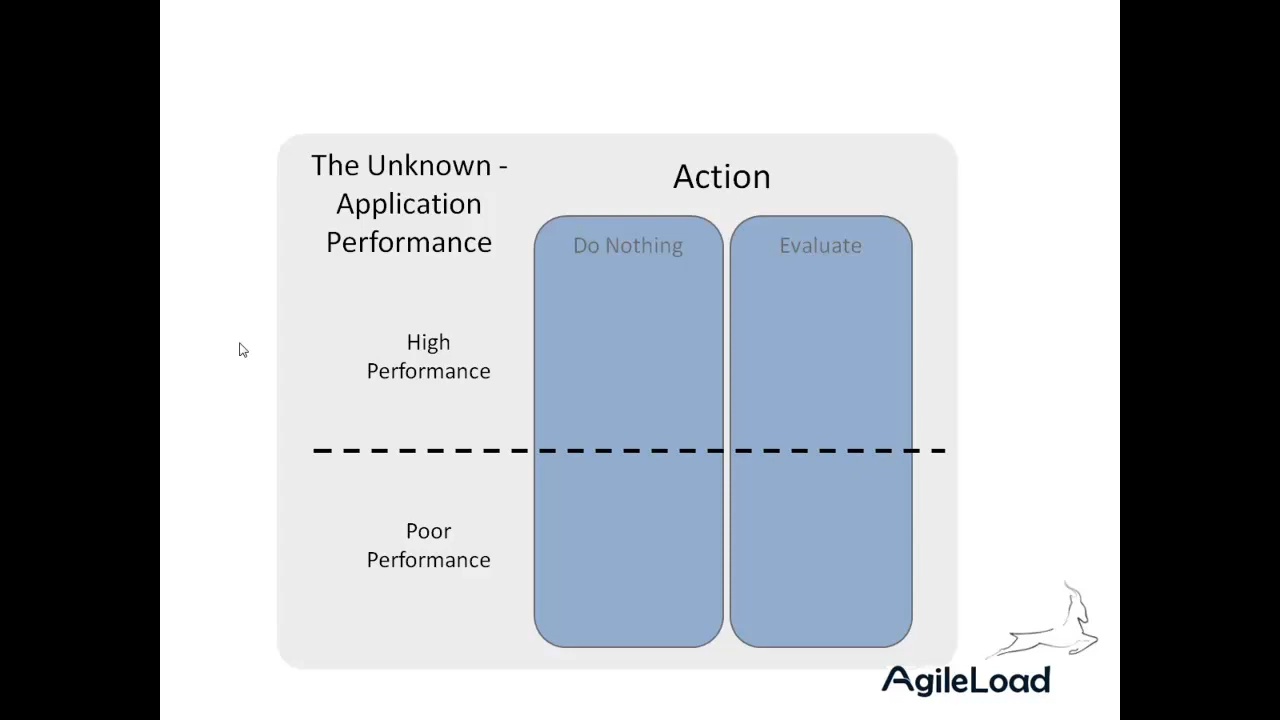 The Unknown -
Application
Performance
Action
Do Nothing
Evaluate
High
Performance
Poor
Performance
AgileLoad